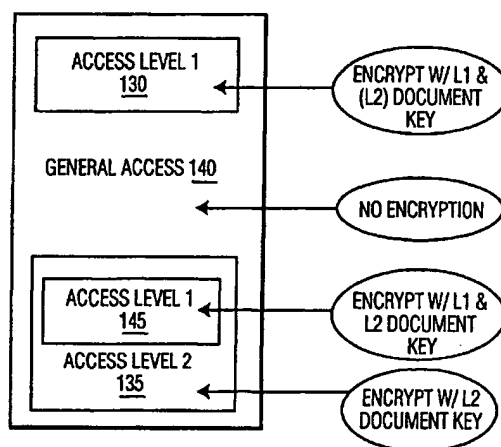 ACCESS LEVEL 1
130
ENCRYPT W/ L1 &
(L2) DOCUMENT
KEY
GENERAL ACCESS 140
NO ENCRYPTION
ACCESS LEVEL 1
145
ENCRYPT W/ L1 &
L2 DOCUMENT
KEY
ACCESS LEVEL 2
135
ENCRYPT W/ L2
DOCUMENT KEY